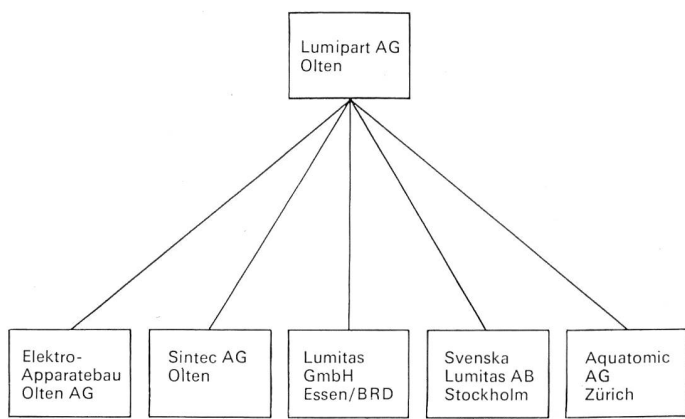 Lumipart AG
Olten
Elektro-
Apparatebau
Olten AG
Sintec AG
Olten
Lumitas
GmbH
Essen/BRD
Svenska
Lumitas AB
Stockholm
Aquatomic
AG
Zürich